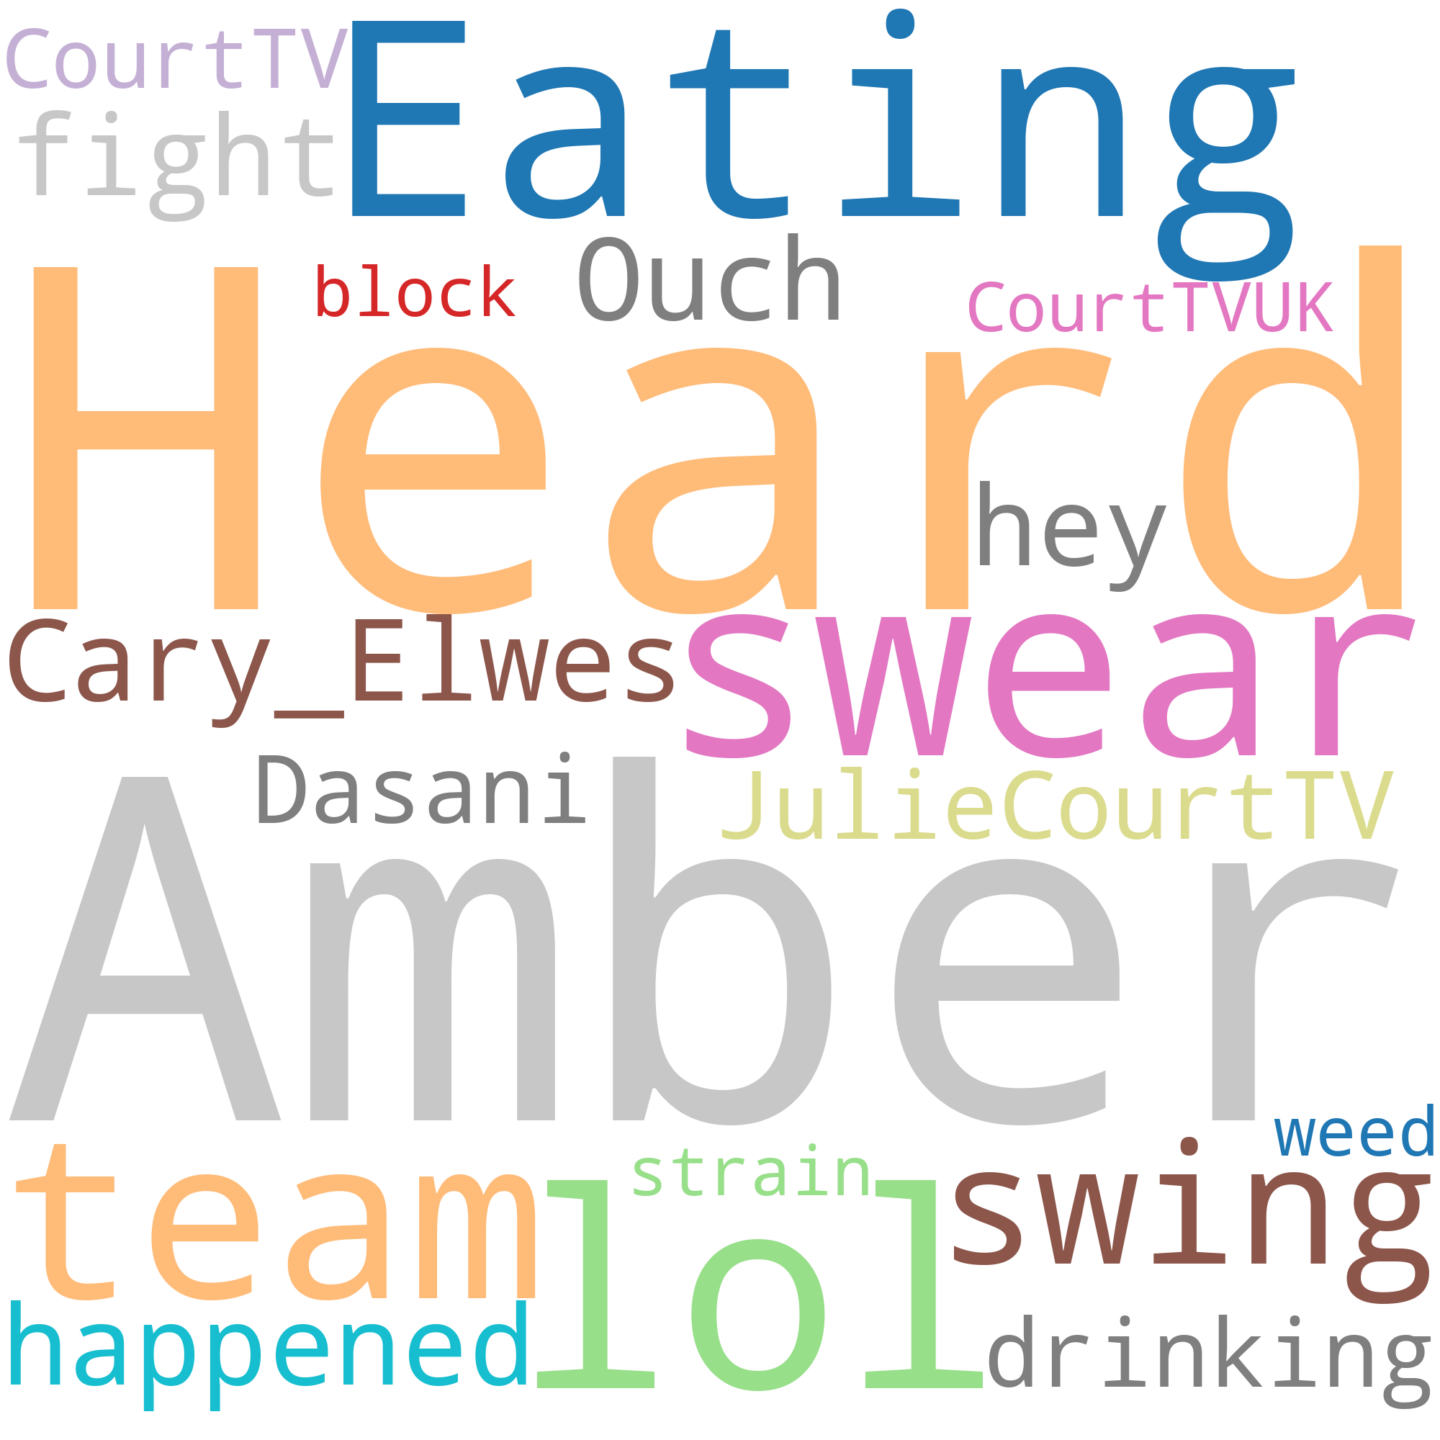 CourtTV
Eating
fight
Ouch
block
CourtTVUK
Heard
hey
Cary_Elwes
swear
Dasani
JulieCourtTV
Amber
weed
team
strain
swing
lol
happened
drinking